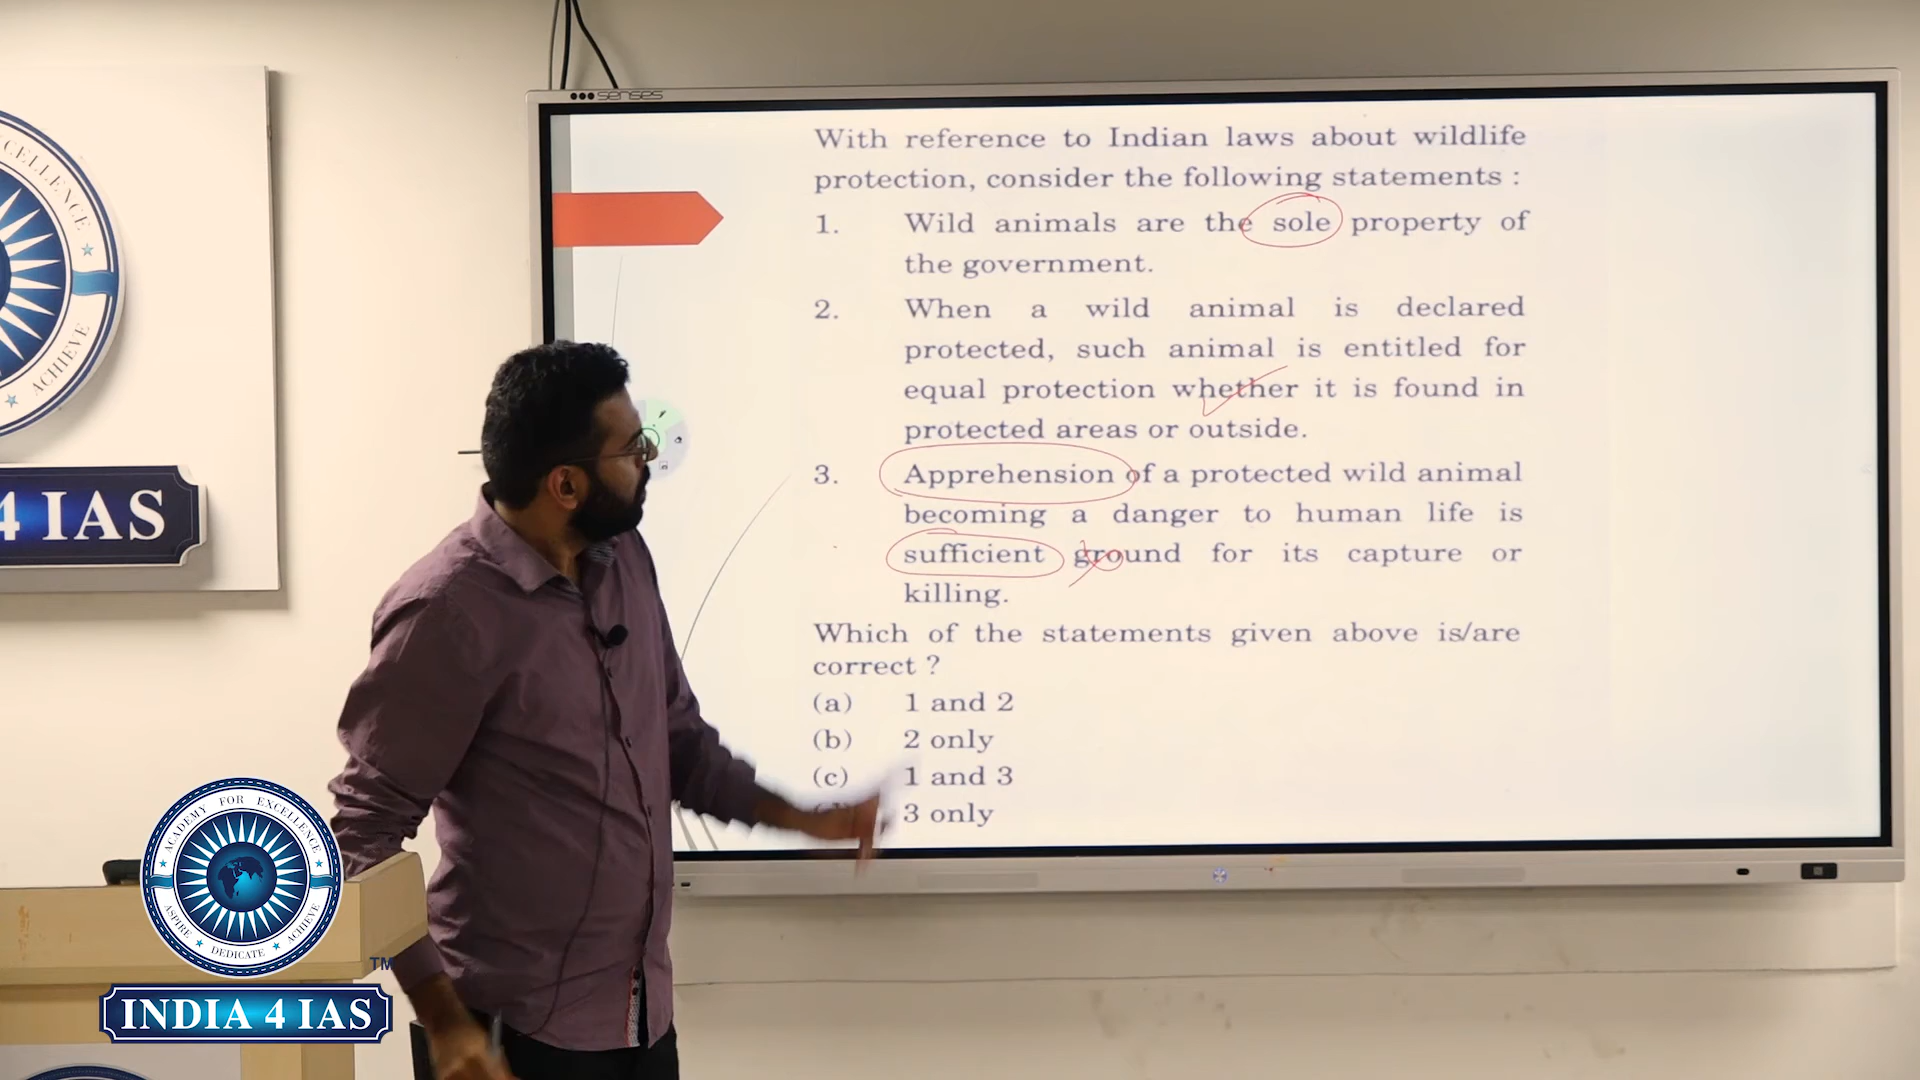 senses
With reference to Indian laws about wildlife
protection, consider the following statements :
1. Wild animals are the sole property of
the government.
2. When a wild animal is declared
protected, such animal is entitled for
equal protection whether it is found in
protected areas or outside.
3. Apprehension of a protected wild animal
becoming a danger to human life is
sufficient ground for its capture or
killing.
Which of the statements given above is/are
correct ?
(a) 1 and 2
(b) 2 only
(c) 1 and 3
(d) 3 only
EXCELLENCE
ACHIEVE
4 IAS
ACADEMY FOR EXCELLENCE
ASPIRE DEDICATE ACHIEVE
TM
INDIA 4 IAS